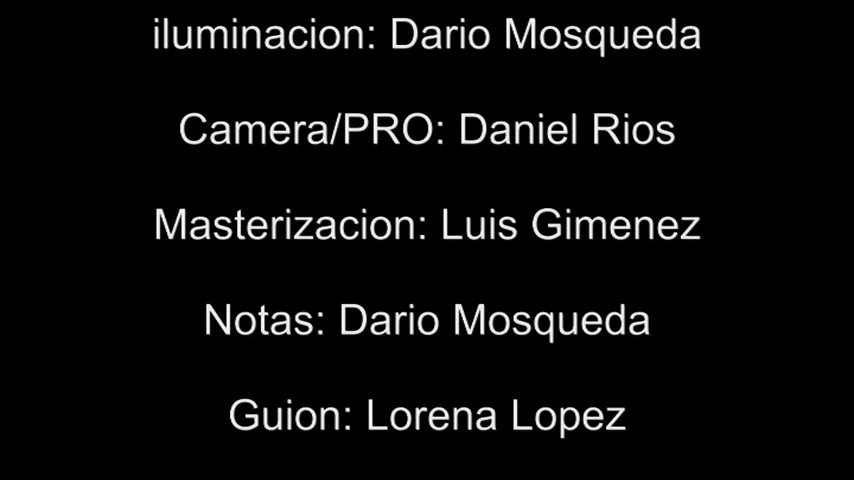 iluminacion: Dario Mosqueda
Camera/PRO: Daniel Rios
Masterizacion: Luis Gimenez
Notas: Dario Mosqueda
Guion: Lorena Lopez